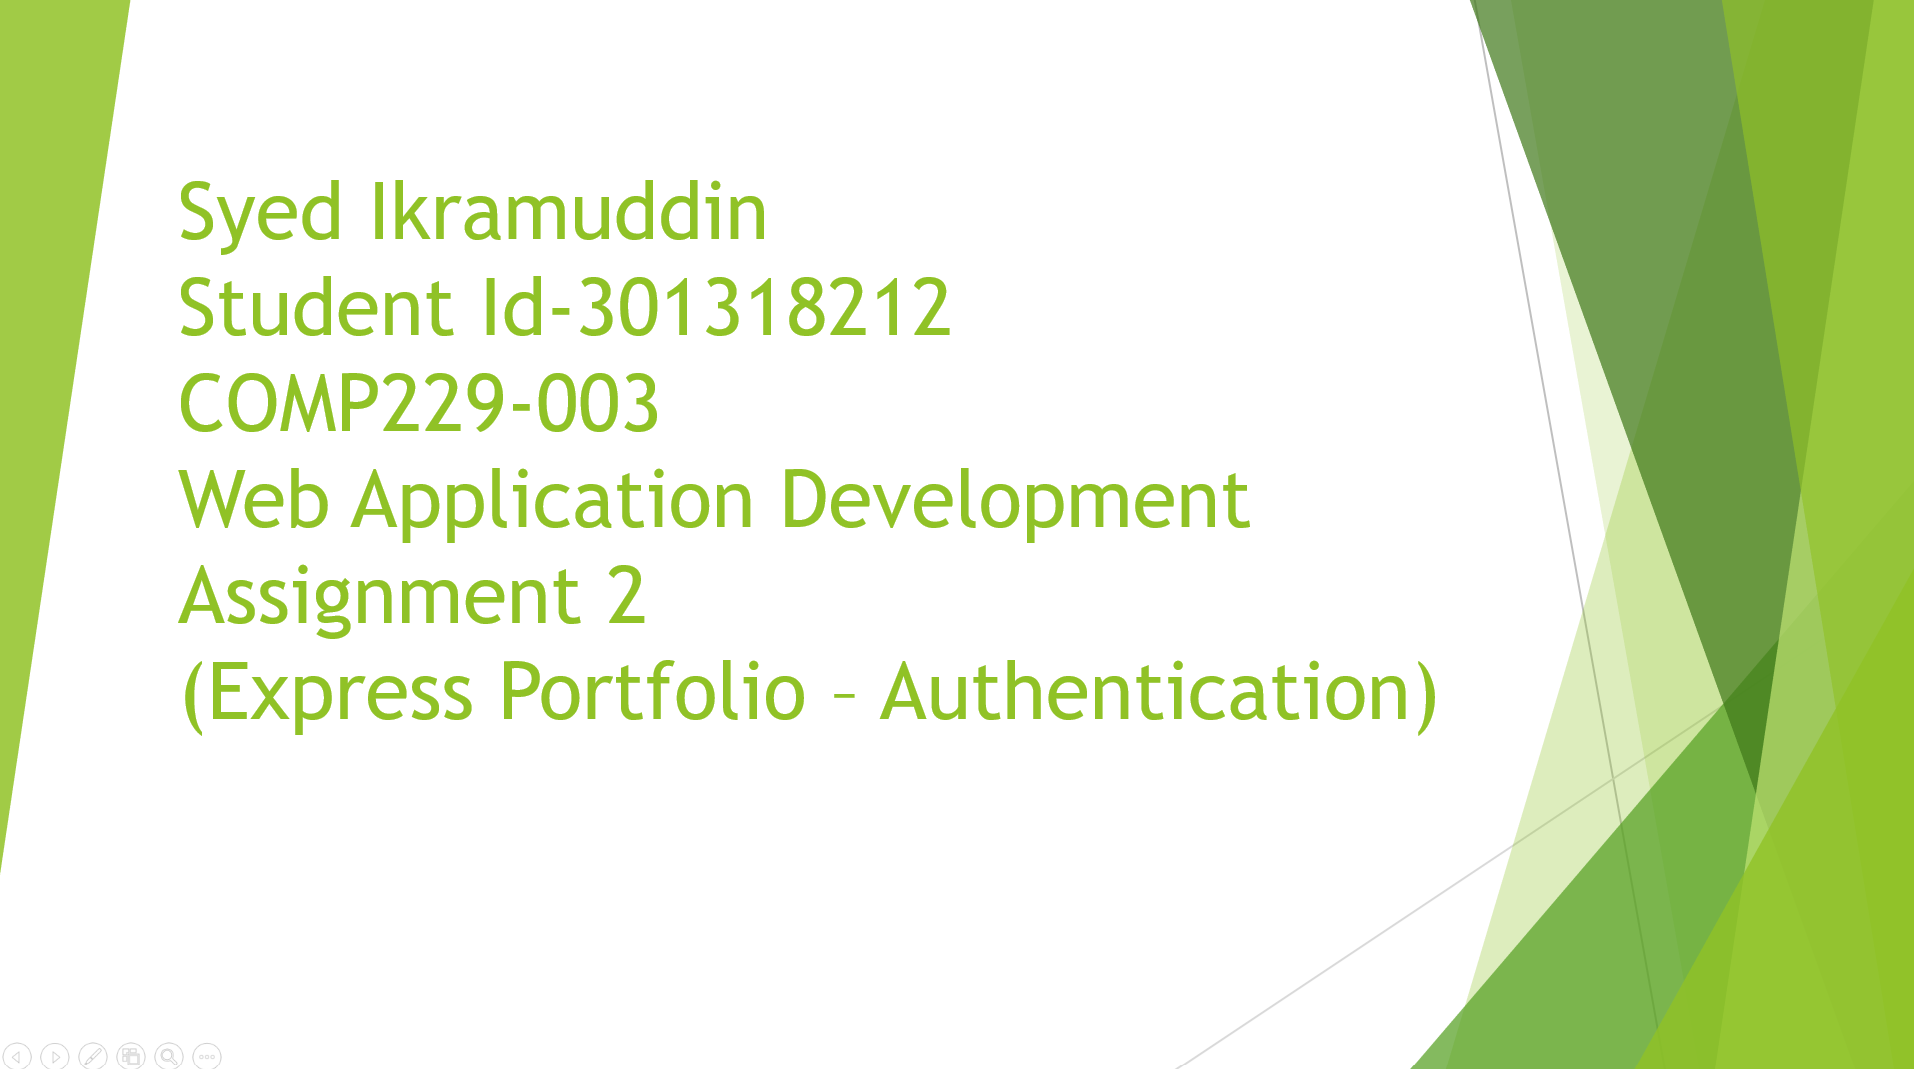 Syed Ikramuddin
Student Id-301318212
COMP229-003
Web Application Development
Assignment 2
(Express Portfolio – Authentication)